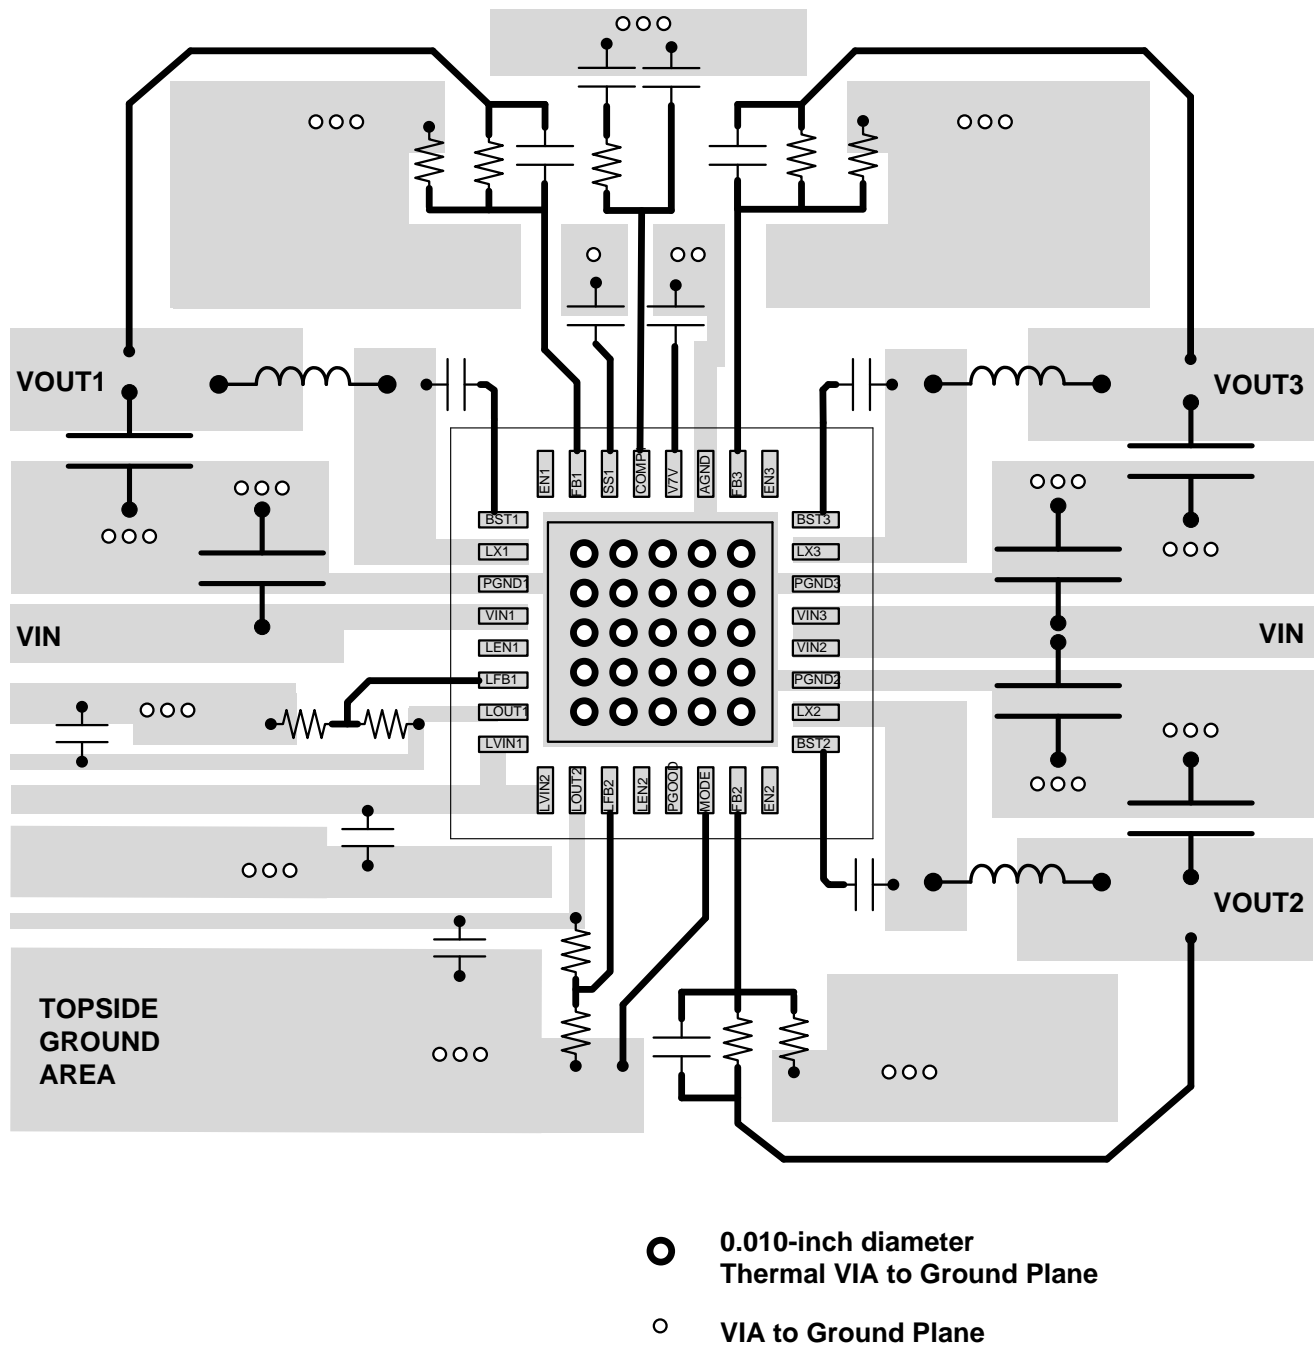 VOUT1
VOUT3
EN1
FB1
SS1
COMP
V7V
AGND
FB3
EN3
BST1
BST3
LX1
LX3
PGND1
PGND3
VIN1
VIN3
VIN
VIN
LEN1
VIN2
LFB1
PGND2
LOUT1
LX2
LVIN1
BST2
LVIN2
LOUT2
LFB2
LEN2
PGOOD
MODE
FB2
EN2
VOUT2
TOPSIDE
GROUND
AREA
0.010-inch diameter
Thermal VIA to Ground Plane
VIA to Ground Plane